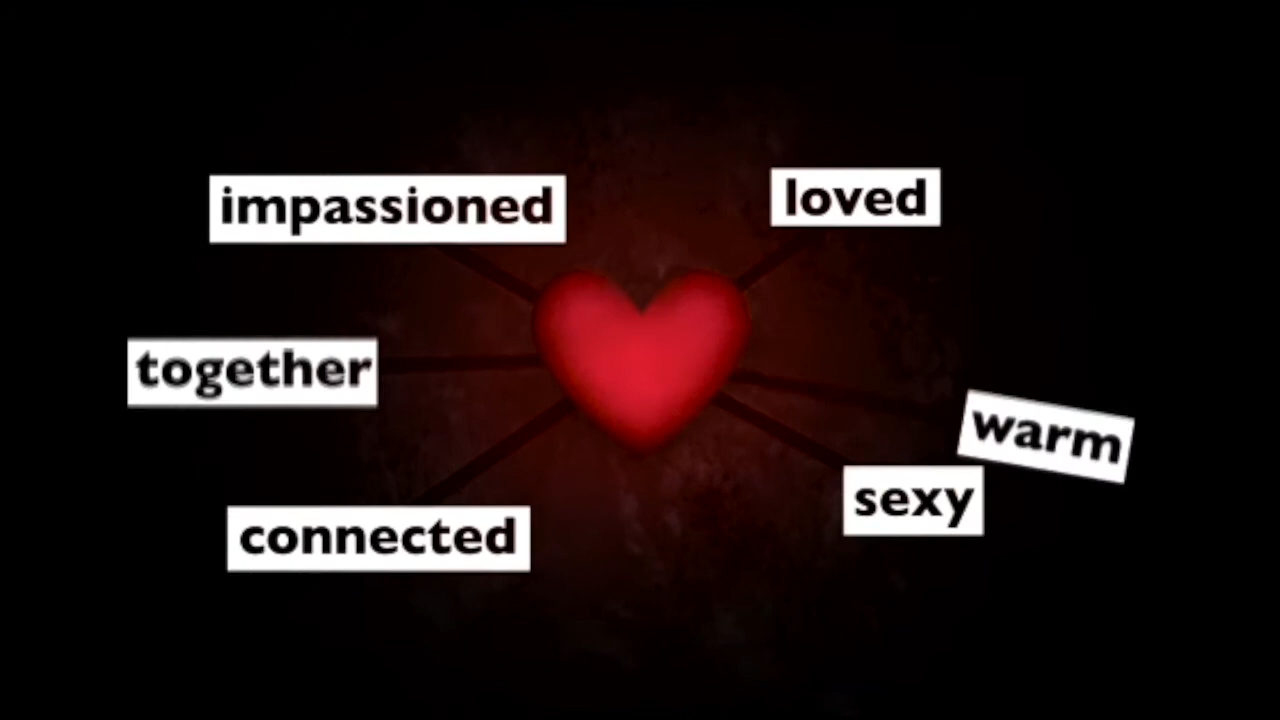 impassioned
loved
together
warm
sexy
connected